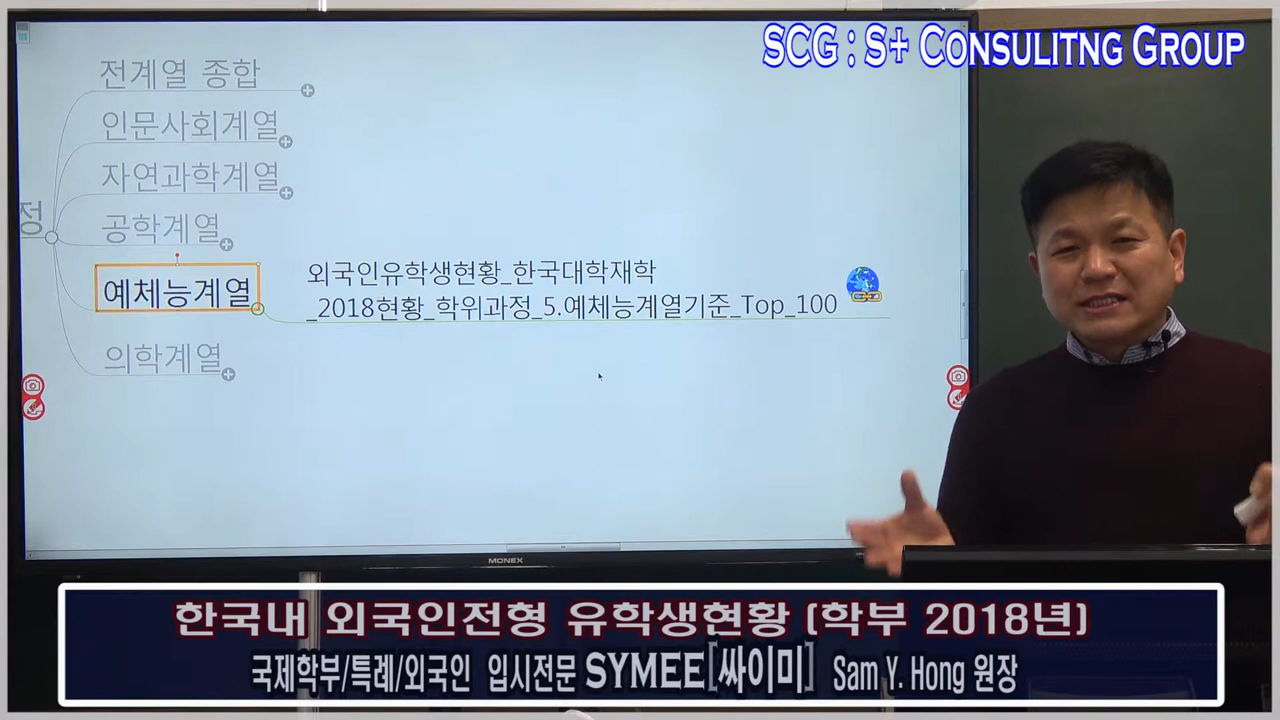 SCG : S+ CONSULITNG GROUP
전계열 종합
인문사회계열
자연과학계열
공학계열
정
예체능계열
외국인유학생현황_한국대학재학
_2018현황_학위과정_5.예체능계열기준_Top_100
의학계열
MONEX
한국내 외국인전형 유학생현황 (학부 2018년)
국제학부/특례/외국인 입시전문 SYMEE[싸이미] Sam Y. Hong 원장